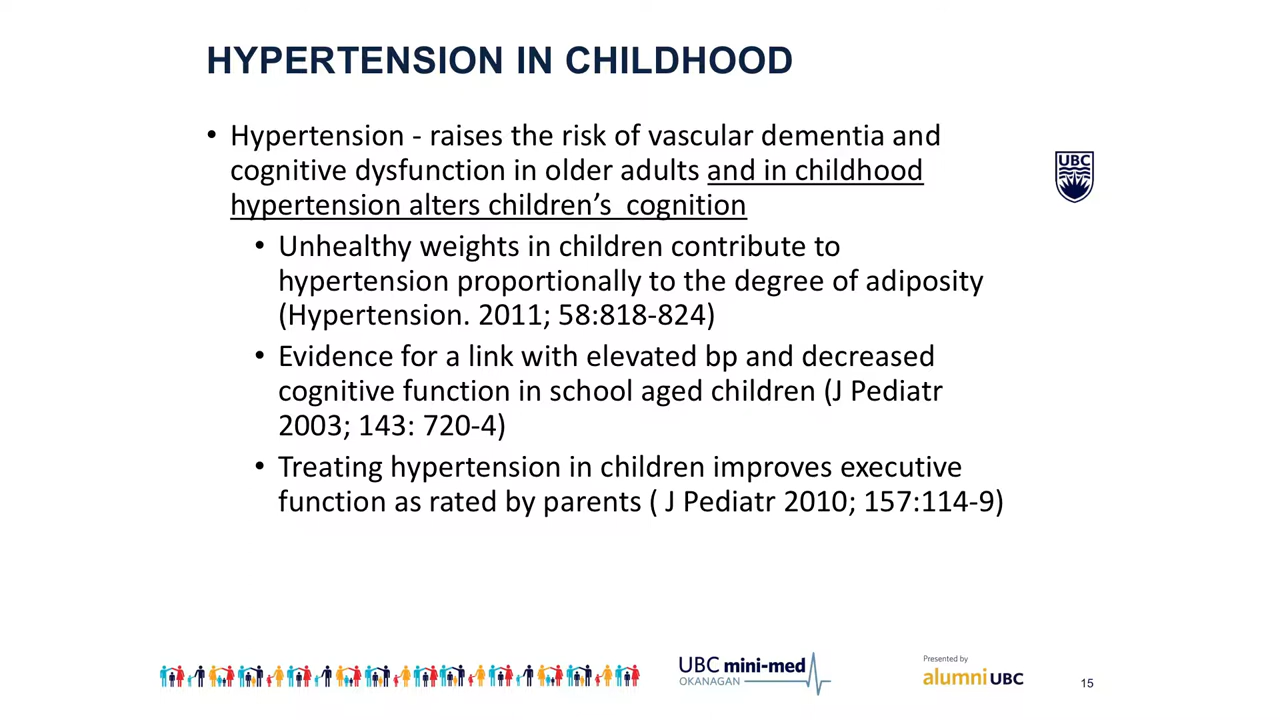 HYPERTENSION IN CHILDHOOD
• Hypertension - raises the risk of vascular dementia and
cognitive dysfunction in older adults and in childhood
hypertension alters children’s  cognition
• Unhealthy weights in children contribute to
hypertension proportionally to the degree of adiposity
(Hypertension. 2011; 58:818-824)
• Evidence for a link with elevated bp and decreased
cognitive function in school aged children (J Pediatr
2003; 143: 720-4)
• Treating hypertension in children improves executive
function as rated by parents ( J Pediatr 2010; 157:114-9)
UBC
UBC mini-med
OKANAGAN
Presented by
alumni UBC
15